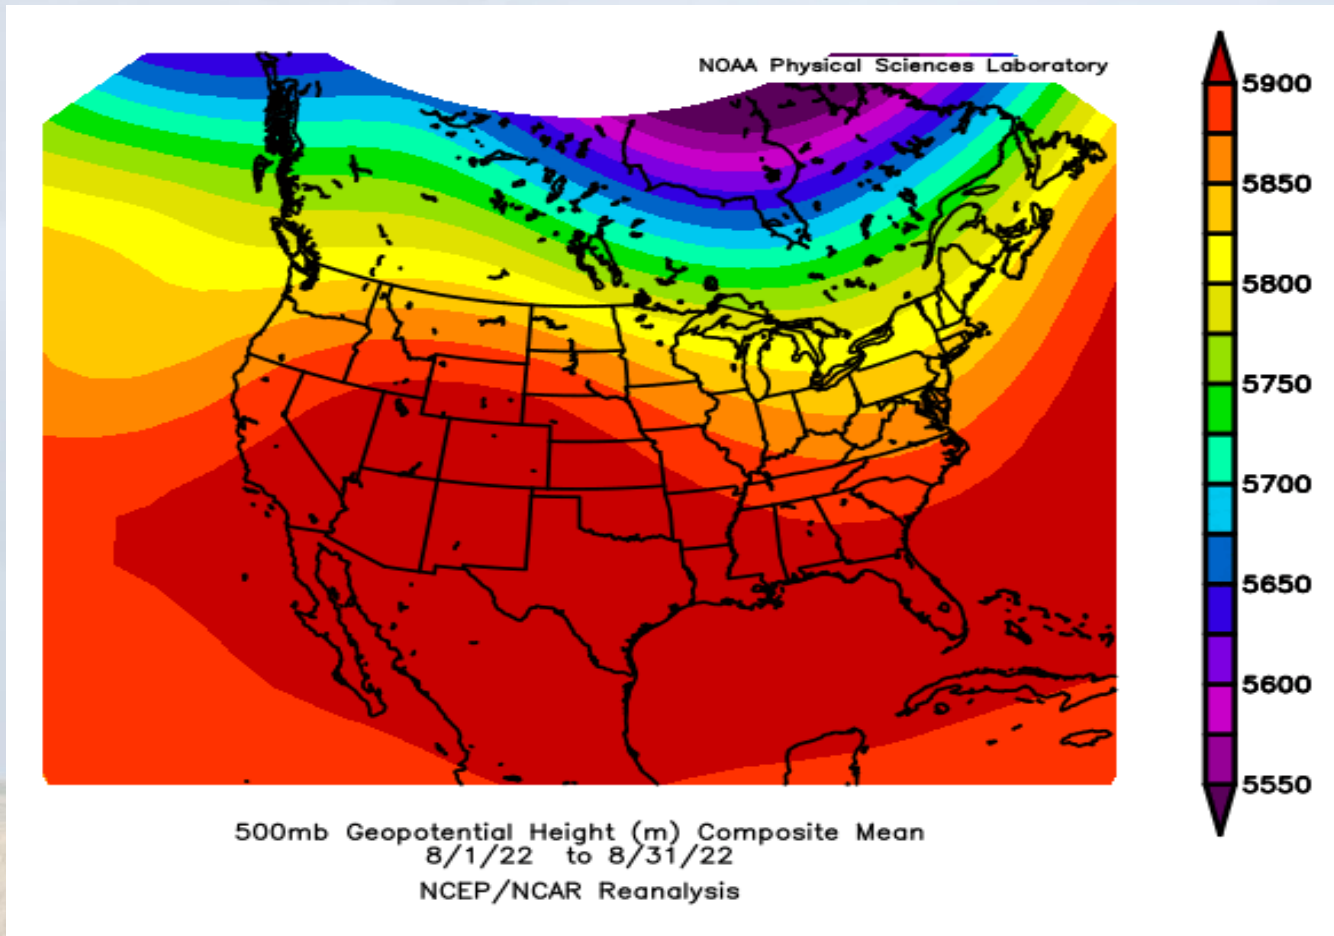 NOAA Physical Sciences Laboratory
5900
5850
5800
5750
5700
5650
5600
5550
500mb Geopotential Height (m) Composite Mean
8/1/22 to 8/31/22
NCEP/NCAR Reanalysis